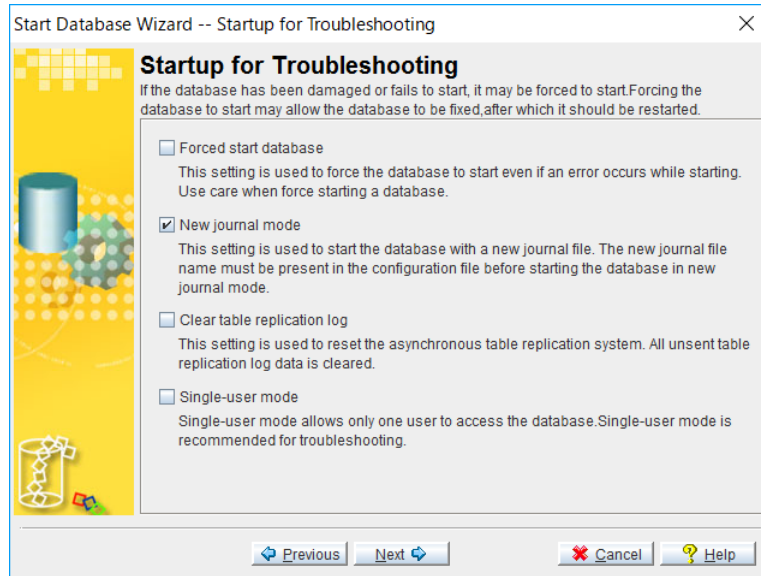 Start Database Wizard -- Startup for Troubleshooting
Startup for Troubleshooting
If the database has been damaged or fails to start, it may be forced to start.Forcing the
database to start may allow the database to be fixed,after which it should be restarted.
Forced start database
This setting is used to force the database to start even if an error occurs while starting.
Use care when force starting a database.
New journal mode
This setting is used to start the database with a new journal file. The new journal file
name must be present in the configuration file before starting the database in new
journal mode.
Clear table replication log
This setting is used to reset the asynchronous table replication system. All unsent table
replication log data is cleared.
Single-user mode
Single-user mode allows only one user to access the database.Single-user mode is
recommended for troubleshooting.
Previous Next Cancel Help